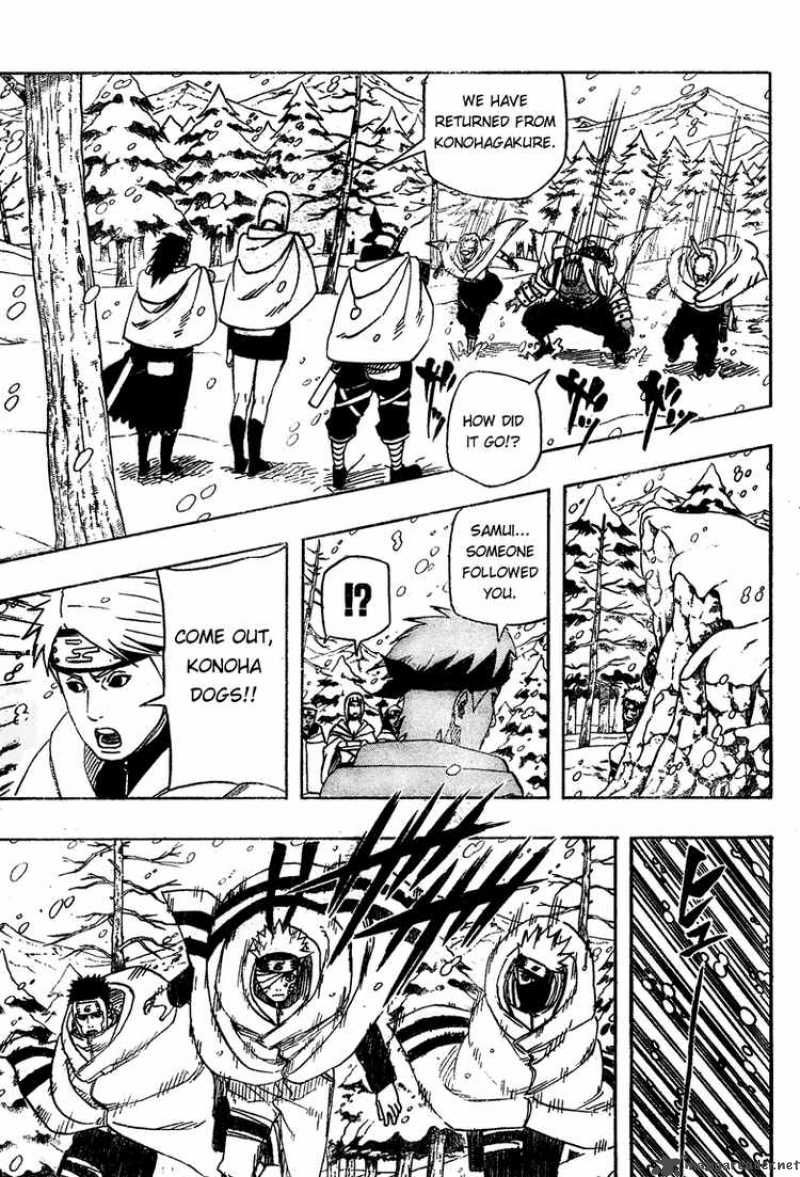 WE HAVE
RETURNED FROM
KONOHAGAKURE.
HOW DID
IT GO!?
SAMUI...
SOMEONE
FOLLOWED
YOU.
!?
COME OUT,
KONOHA
DOGS!!